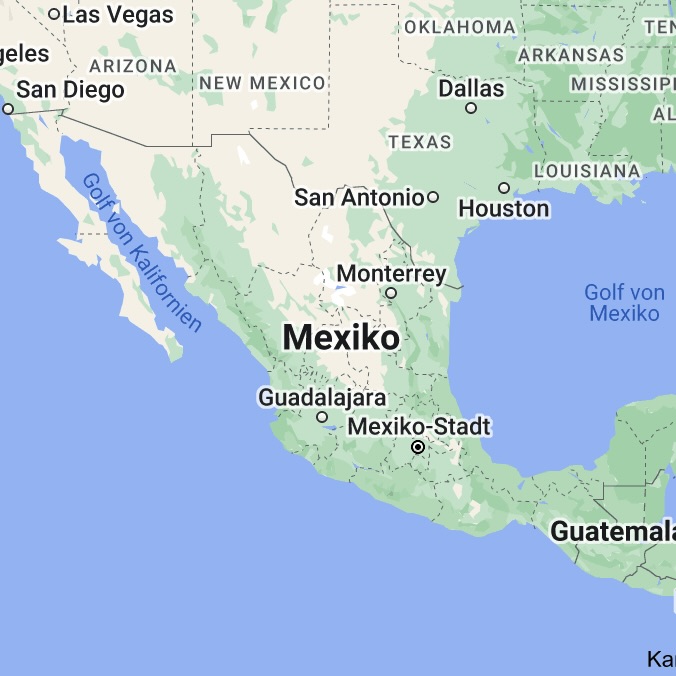 Las Vegas
OKLAHOMA
TEN
geles
ARIZONA
ARKANSAS
San Diego
NEW MEXICO
Dallas
MISSISSIPI
AL
TEXAS
LOUISIANA
San Antonio
Houston
Golf von Kalifornien
Monterrey
Golf von
Mexiko
Mexiko
Guadalajara
Mexiko-Stadt
Guatemala
Kar